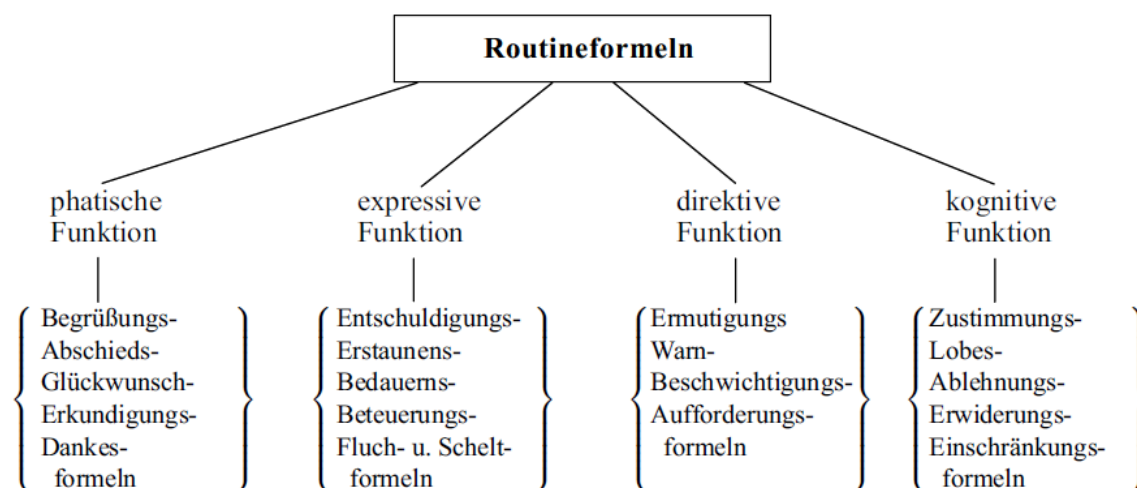 Routineformeln
phatische
Funktion
expressive
Funktion
direktive
Funktion
kognitive
Funktion
Begrüßungs-
Abschieds-
Glückwunsch-
Erkundigungs-
Dankes-
formeln
Entschuldigungs-
Erstaunens-
Bedauerns-
Beteuerungs-
Fluch- u. Schelt-
formeln
Ermutigungs
Warn-
Beschwichtigungs-
Aufforderungs-
formeln
Zustimmungs-
Lobes-
Ablehnungs-
Erwiderungs-
Einschränkungs-
formeln